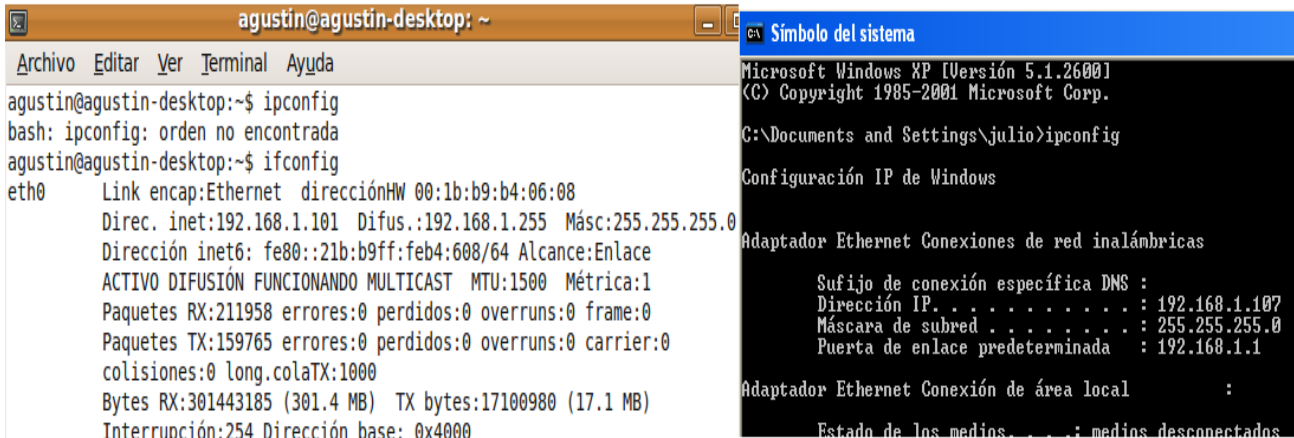 agustin@agustin-desktop: ~
Archivo Editar Ver Terminal Ayuda
agustin@agustin-desktop:~$ ipconfig
bash: ipconfig: orden no encontrada
agustin@agustin-desktop:~$ ifconfig
eth0 Link encap:Ethernet direcciónHW 00:1b:b9:b4:06:08
Direc. inet:192.168.1.101 Difus.:192.168.1.255 Másc:255.255.255.0
Dirección inet6: fe80::21b:b9ff:feb4:608/64 Alcance:Enlace
ACTIVO DIFUSIÓN FUNCIONANDO MULTICAST MTU:1500 Métrica:1
Paquetes RX:211958 errores:0 perdidos:0 overruns:0 frame:0
Paquetes TX:159765 errores:0 perdidos:0 overruns:0 carrier:0
colisiones:0 long.colaTX:1000
Bytes RX:301443185 (301.4 MB) TX bytes:17100980 (17.1 MB)
Interrupción:254 Dirección base: 0x4000
C:\
Símbolo del sistema
Microsoft Windows XP [Versión 5.1.2600]
(C) Copyright 1985-2001 Microsoft Corp.
C:\Documents and Settings\julio>ipconfig
Configuración IP de Windows
Adaptador Ethernet Conexiones de red inalámbricas
Sufijo de conexión específica DNS :
Dirección IP. . . . . . . . . . . : 192.168.1.107
Máscara de subred . . . . . . . . : 255.255.255.0
Puerta de enlace predeterminada : 192.168.1.1
Adaptador Ethernet Conexión de área local :
Estado de los medios. . . .: medios desconectados